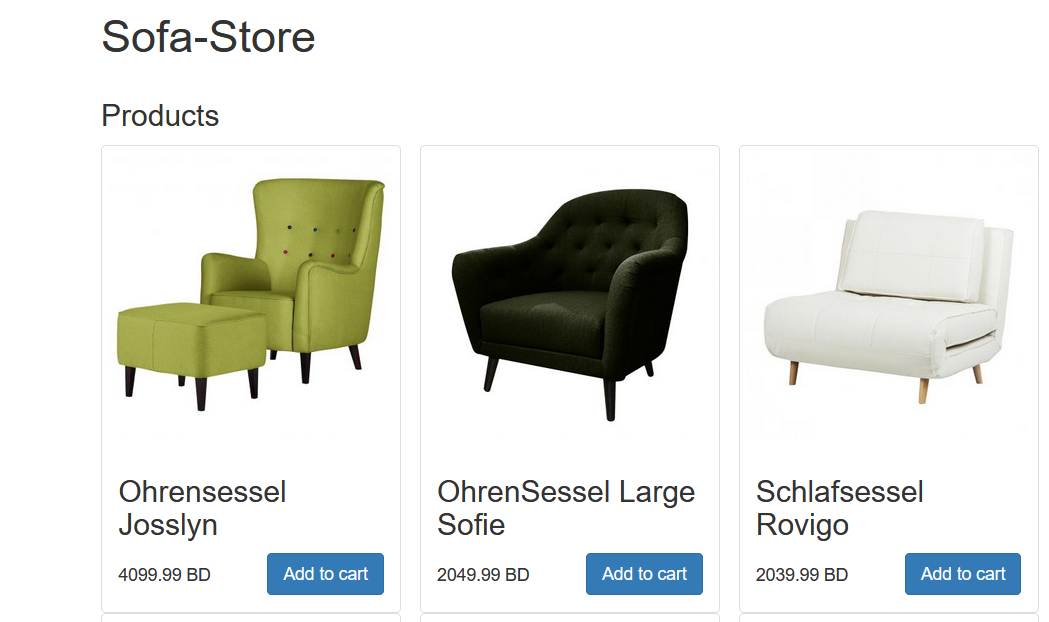 Sofa-Store
Products
Ohrensessel
Josslyn
4099.99 BD
Add to cart
OhrenSessel Large
Sofie
2049.99 BD
Add to cart
Schlafsessel
Rovigo
2039.99 BD
Add to cart